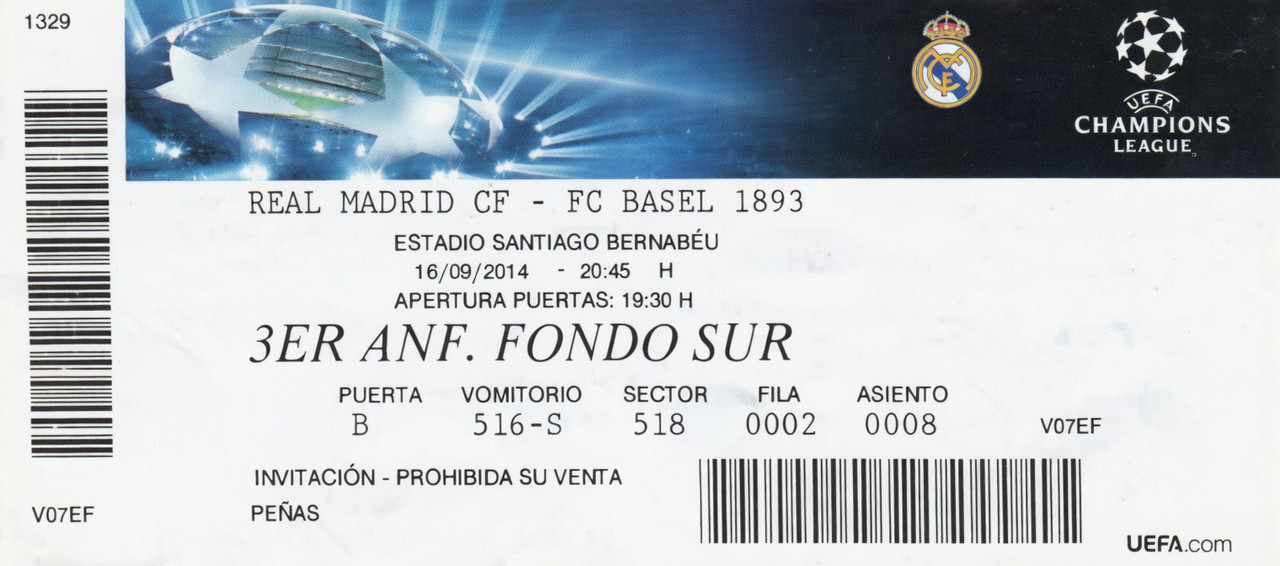 1329
UEFA
CHAMPIONS
LEAGUE
REAL MADRID CF - FC BASEL 1893
ESTADIO SANTIAGO BERNABÉU
16/09/2014 - 20:45 H
APERTURA PUERTAS: 19:30 H
3ER ANF. FONDO SUR
PUERTA VOMITORIO SECTOR FILA ASIENTO
B 516-S 518 0002 0008 V07EF
INVITACIÓN - PROHIBIDA SU VENTA
V07EF PEÑAS
UEFA.com